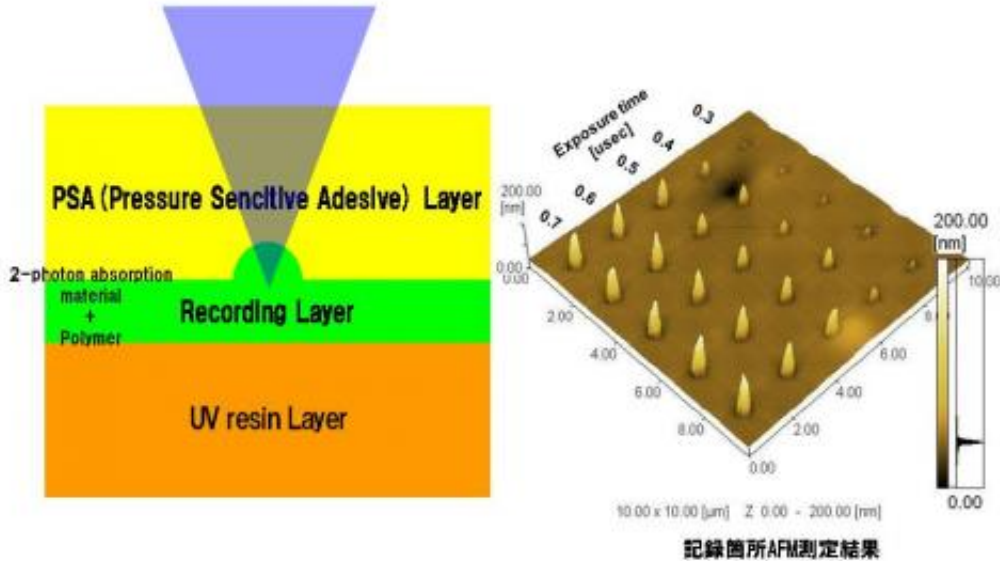 PSA (Pressure Sencitive Adesive) Layer
2-photon absorption
material
+
Polymer
Recording Layer
UV resin Layer
Exposure time
[usec]
0.3
0.4
0.5
0.6
0.7
200.00
[nm]
0.00
0.00
2.00
4.00
6.00
8.00
0.00
2.00
4.00
6.00
8.
10.00
200.00
[nm]
0.00
10.00 x 10.00 [µm] Z 0.00 - 200.00 [nm]
記録箇所AFM測定結果